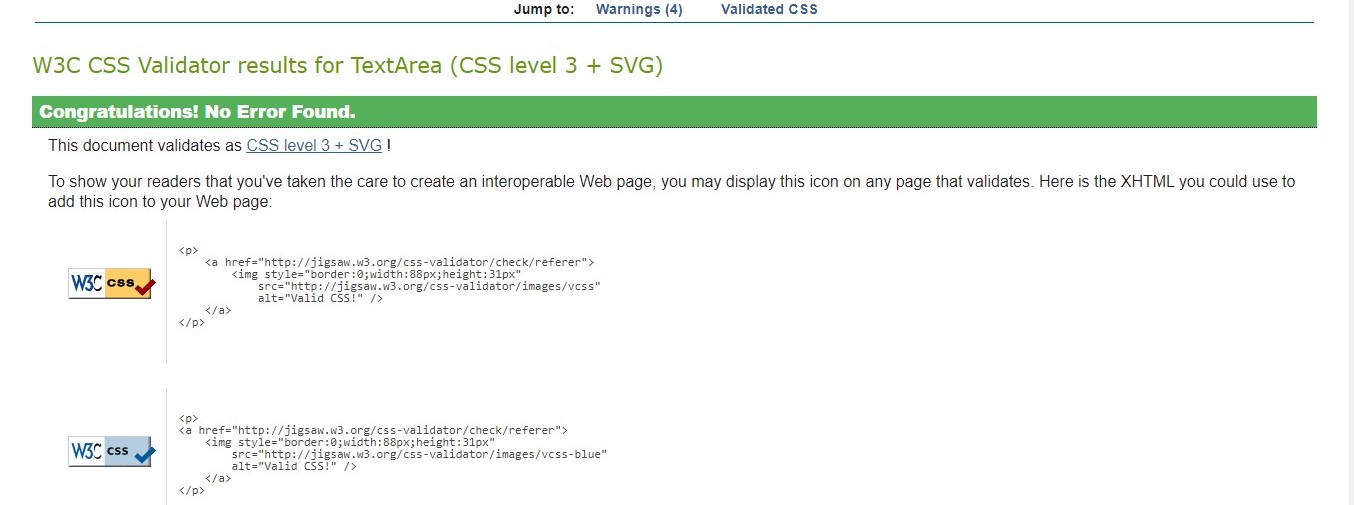 Jump to: Warnings (4) Validated CSS
W3C CSS Validator results for TextArea (CSS level 3 + SVG)
Congratulations! No Error Found.
This document validates as CSS level 3 + SVG !
To show your readers that you've taken the care to create an interoperable Web page, you may display this icon on any page that validates. Here is the XHTML you could use to
add this icon to your Web page:
W3C css
<p>
<a href="http://jigsaw.w3.org/css-validator/check/referer">
<img style="border:0;width:88px;height:31px"
src="http://jigsaw.w3.org/css-validator/images/vcss"
alt="Valid CSS!" />
</a>
</p>
W3C css
<p>
<a href="http://jigsaw.w3.org/css-validator/check/referer">
<img style="border:0;width:88px;height:31px"
src="http://jigsaw.w3.org/css-validator/images/vcss-blue"
alt="Valid CSS!" />
</a>
</p>